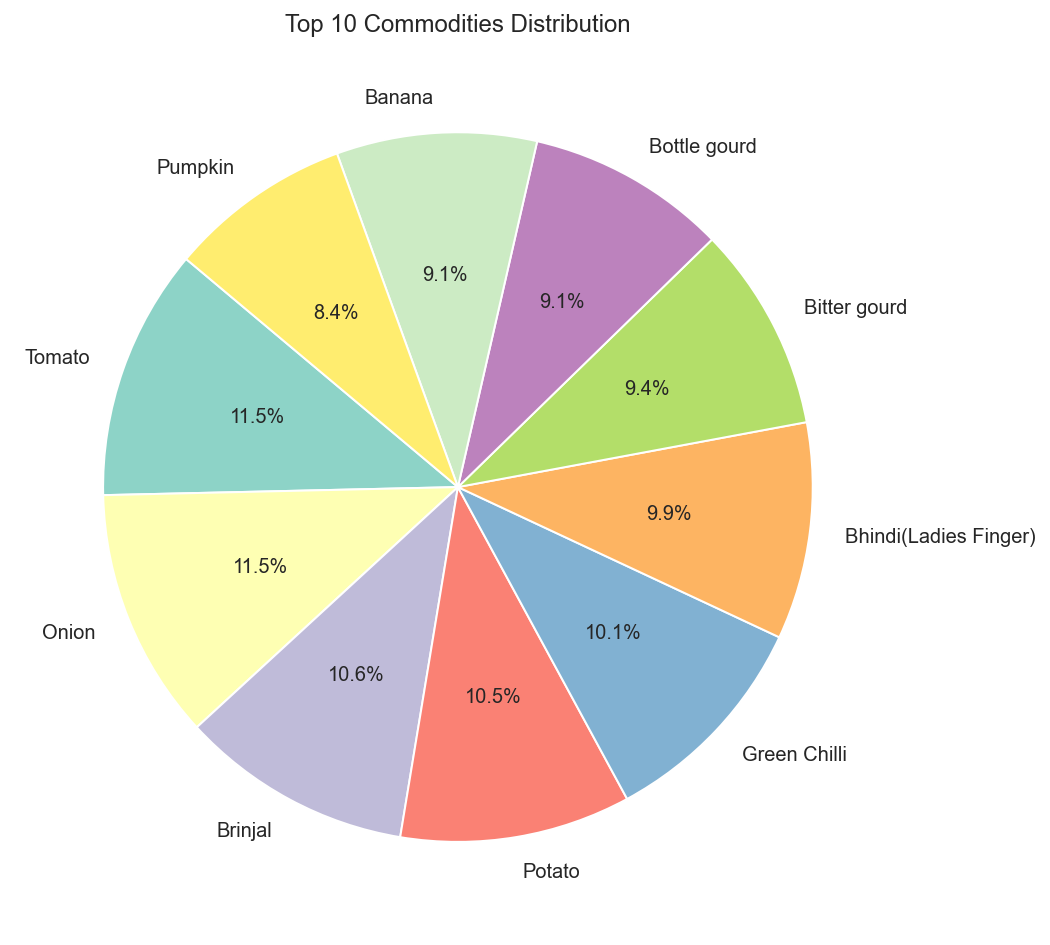 Top 10 Commodities Distribution
Banana
Bottle gourd
Pumpkin
9.1%
9.1%
8.4%
Bitter gourd
Tomato
9.4%
11.5%
9.9%
Bhindi(Ladies Finger)
11.5%
Onion
10.1%
10.6%
10.5%
Green Chilli
Brinjal
Potato